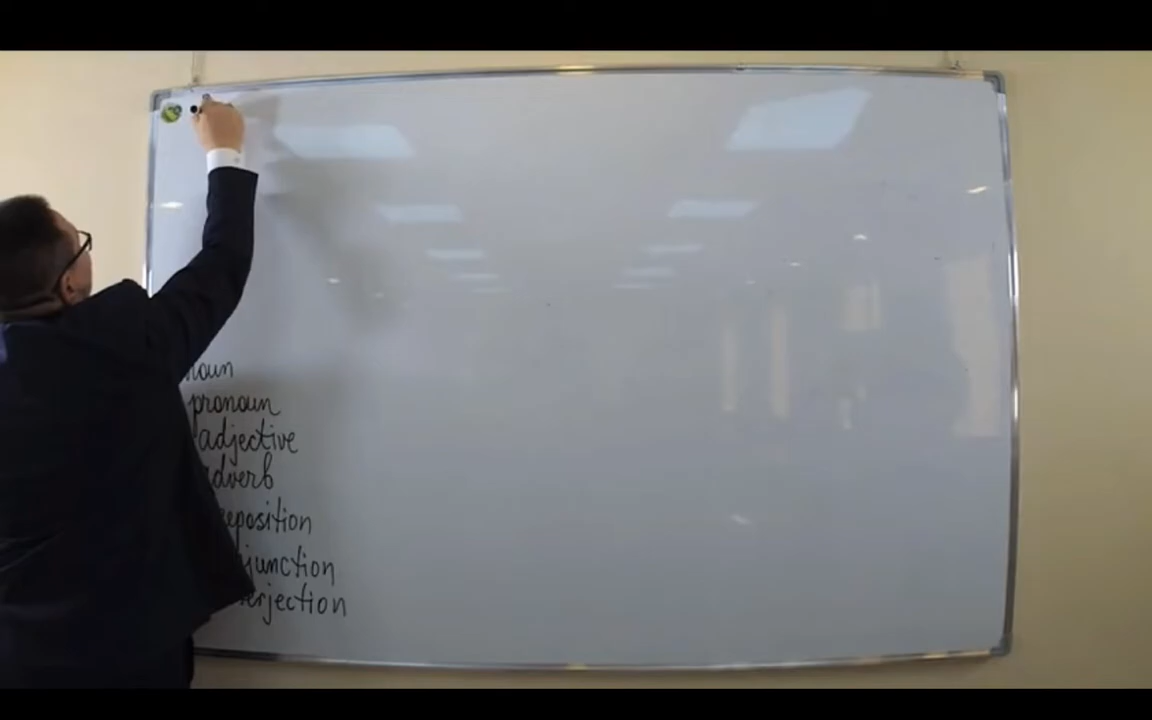 noun
pronoun
adjective
adverb
preposition
conjunction
interjection